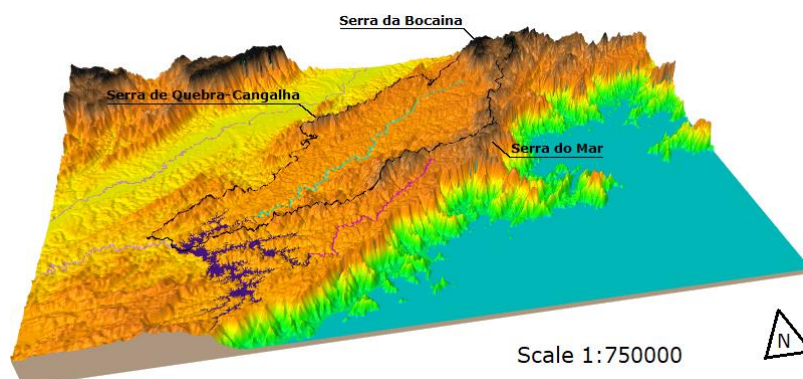 Serra da Bocaina
Serra de Quebra-Cangalha
Serra do Mar
Scale 1:750000
N